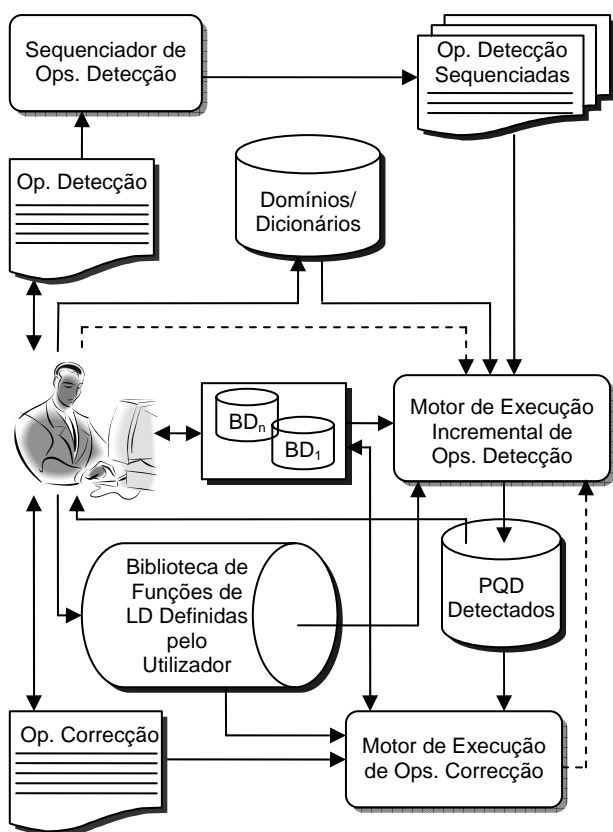 Sequenciador de
Ops. Detecção
Op. Detecção
Sequenciadas
Op. Detecção
Domínios/
Dicionários
BDn
BD1
Motor de Execução
Incremental de
Ops. Detecção
Biblioteca de
Funções de
LD Definidas
pelo
Utilizador
PQD
Detectados
Op. Correcção
Motor de Execução
de Ops. Correcção